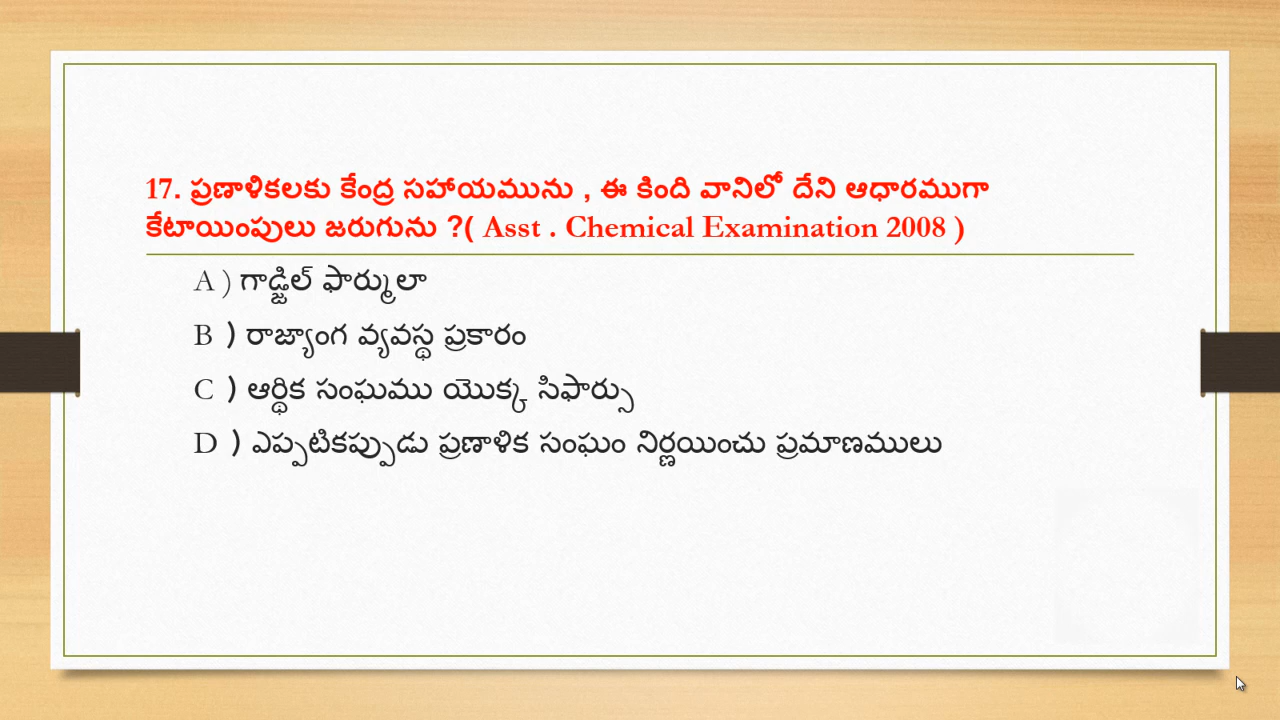 17. ప్రణాళికలకు కేంద్ర సహాయమును , ఈ కింది వానిలో దేని ఆధారముగా
కేటాయింపులు జరుగును ?( Asst . Chemical Examination 2008 )
A ) గాడ్జిల్ ఫార్ములా
B ) రాజ్యాంగ వ్యవస్థ ప్రకారం
C ) ఆర్థిక సంఘము యొక్క సిఫార్సు
D ) ఎప్పటికప్పుడు ప్రణాళిక సంఘం నిర్ణయించు ప్రమాణములు